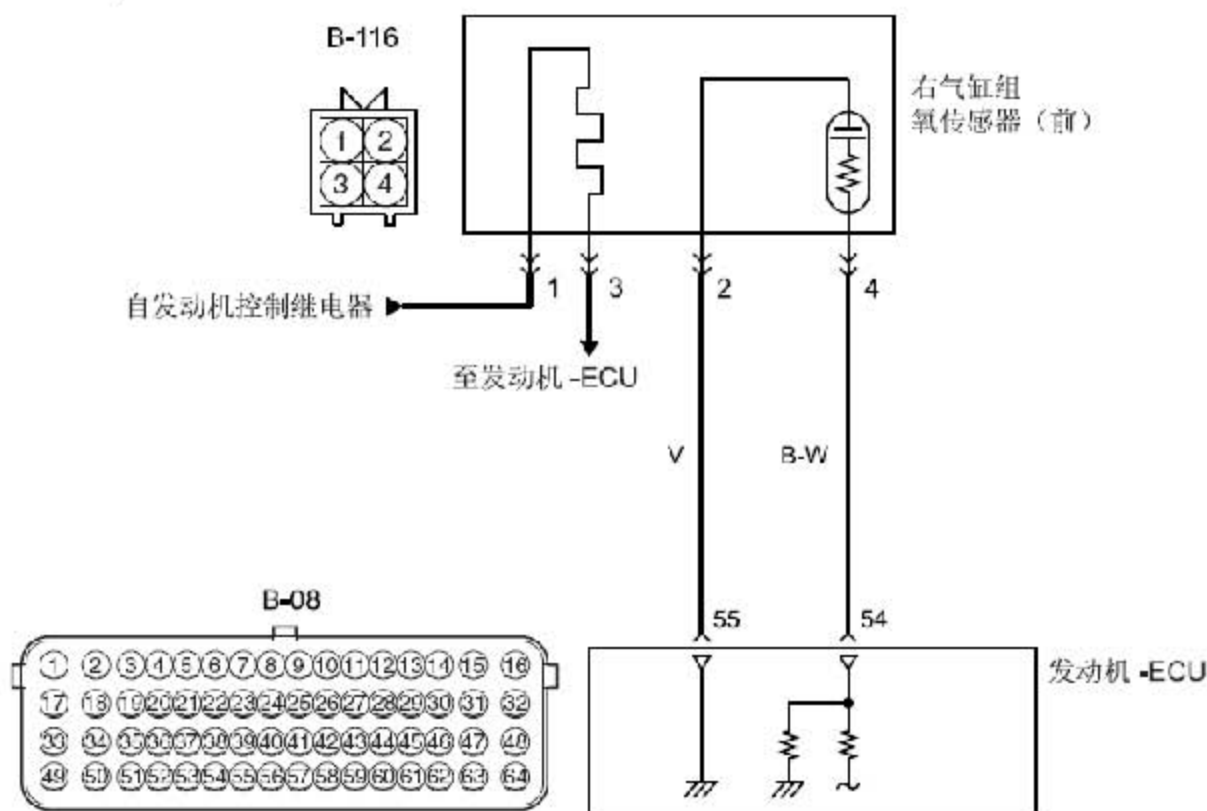 B-116
1 2
3 4
右气缸组
氧传感器（前）
自发动机控制继电器
1 3 2 4
至发动机 -ECU
V B-W
B-08
55 54
发动机 -ECU
1 2 3 4 5 6 7 8 9 10 11 12 13 14 15 16
17 18 19 20 21 22 23 24 25 26 27 28 29 30 31 32
33 34 35 36 37 38 39 40 41 42 43 44 45 46 47 48
49 50 51 52 53 54 55 56 57 58 59 60 61 62 63 64